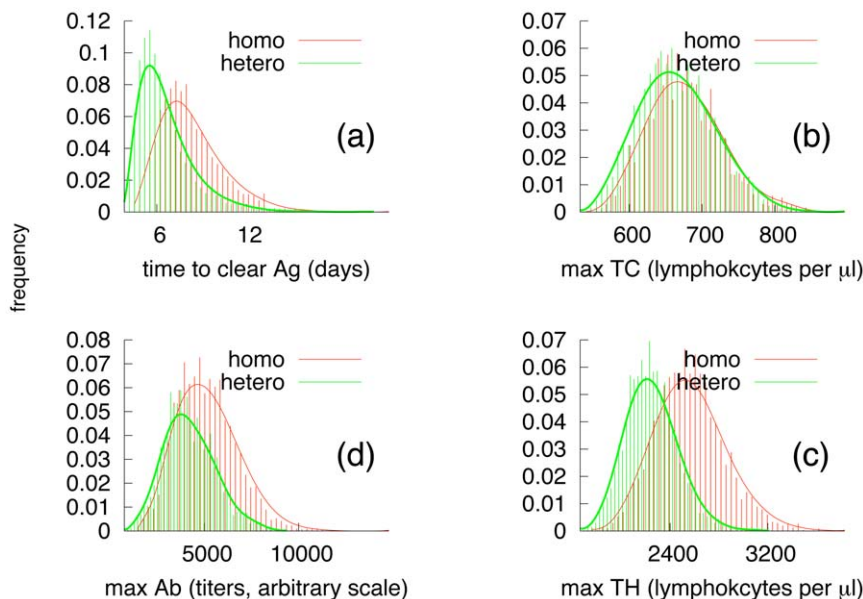 frequency
0.12
0.1
0.08
0.06
0.04
0.02
0
homo
hetero
(a)
6 12
time to clear Ag (days)
0.07
0.06
0.05
0.04
0.03
0.02
0.01
0
homo
hetero
(b)
600 700 800
max TC (lymphokcytes per μl)
0.08
0.07
0.06
0.05
0.04
0.03
0.02
0.01
0
homo
hetero
(d)
5000 10000
max Ab (titers, arbitrary scale)
0.07
0.06
0.05
0.04
0.03
0.02
0.01
0
homo
hetero
(c)
2400 3200
max TH (lymphokcytes per μl)